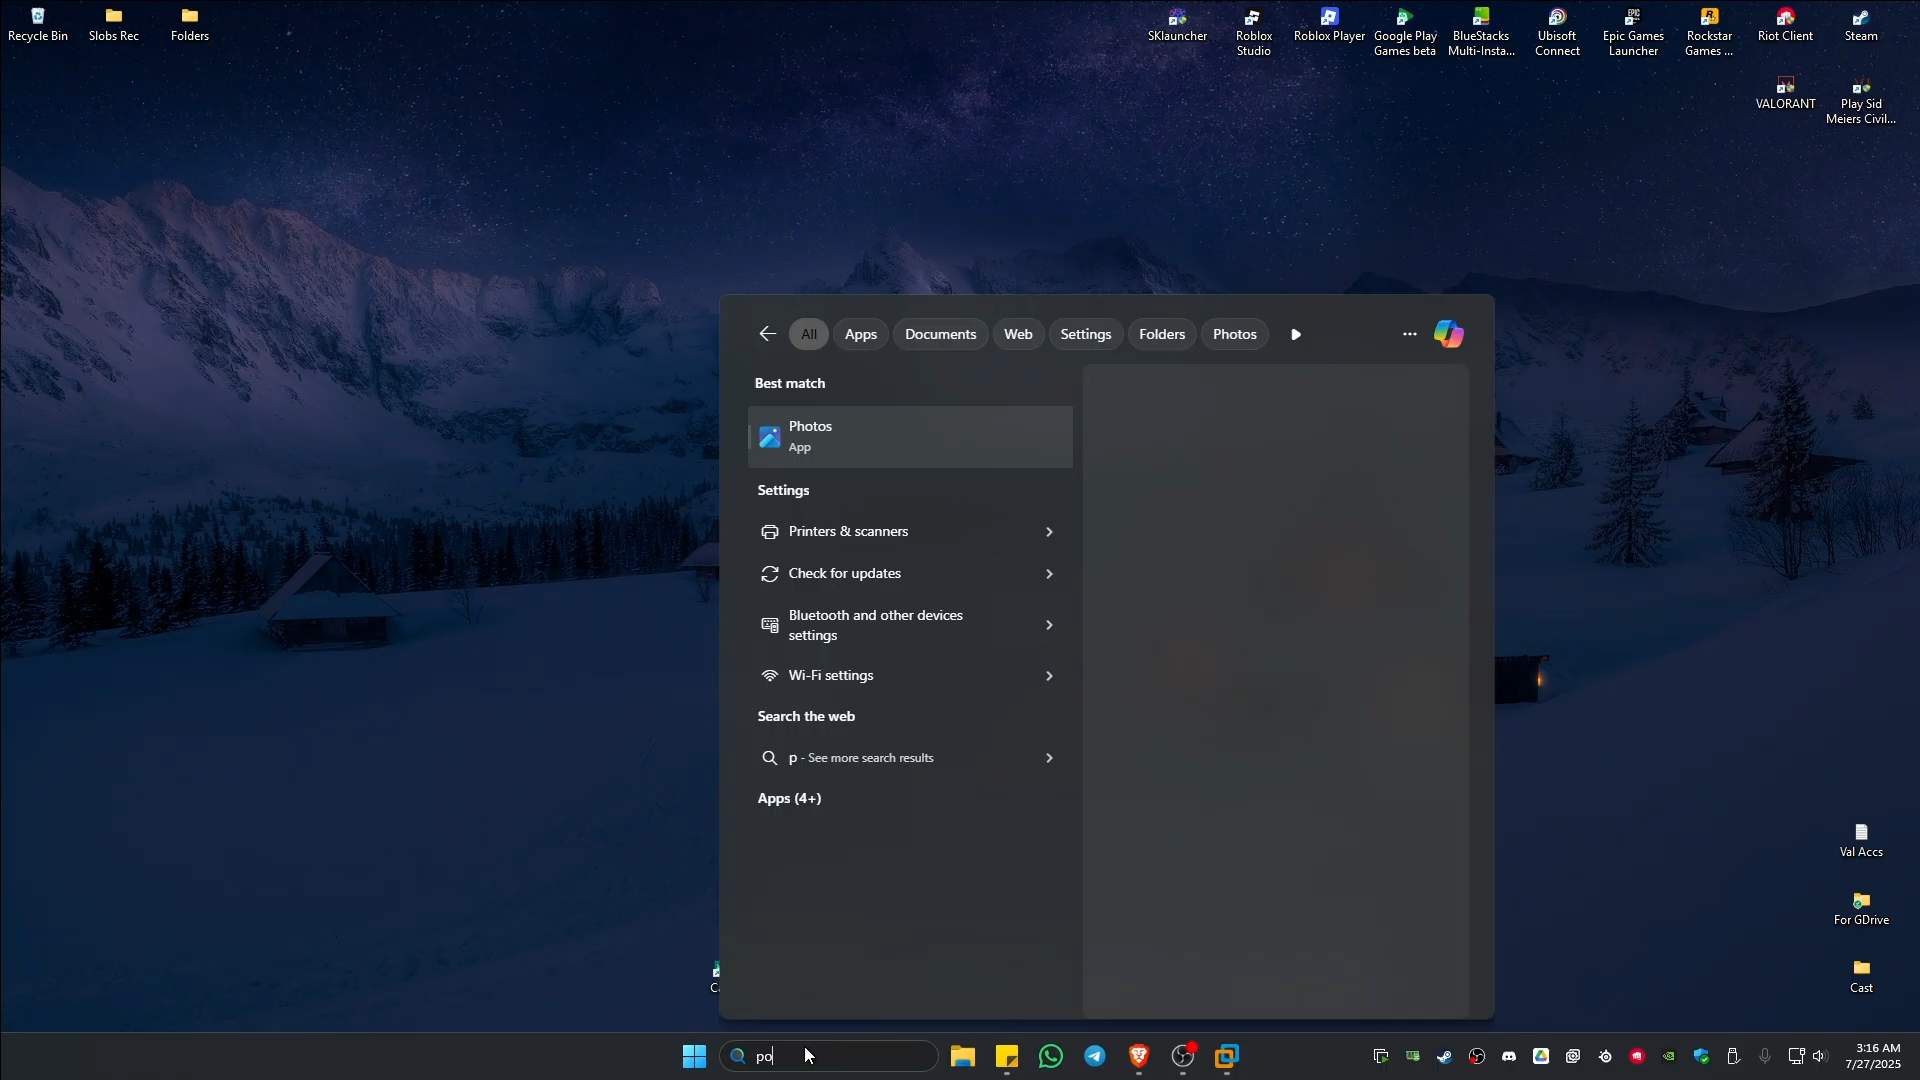 Recycle Bin
Slobs Rec
Folders
SKlauncher
Roblox
Studio
Roblox Player
Google Play
Games beta
BlueStacks
Multi-Insta...
Ubisoft
Connect
Epic Games
Launcher
Rockstar
Games ...
Riot Client
Steam
VALORANT
Play Sid
Meiers Civil...
All
Apps
Documents
Web
Settings
Folders
Photos
Best match
Photos
App
Settings
Printers & scanners
Check for updates
Bluetooth and other devices
settings
Wi-Fi settings
Search the web
p - See more search results
Apps (4+)
Val Accs
For GDrive
Cast
po
3:16 AM
7/27/2025